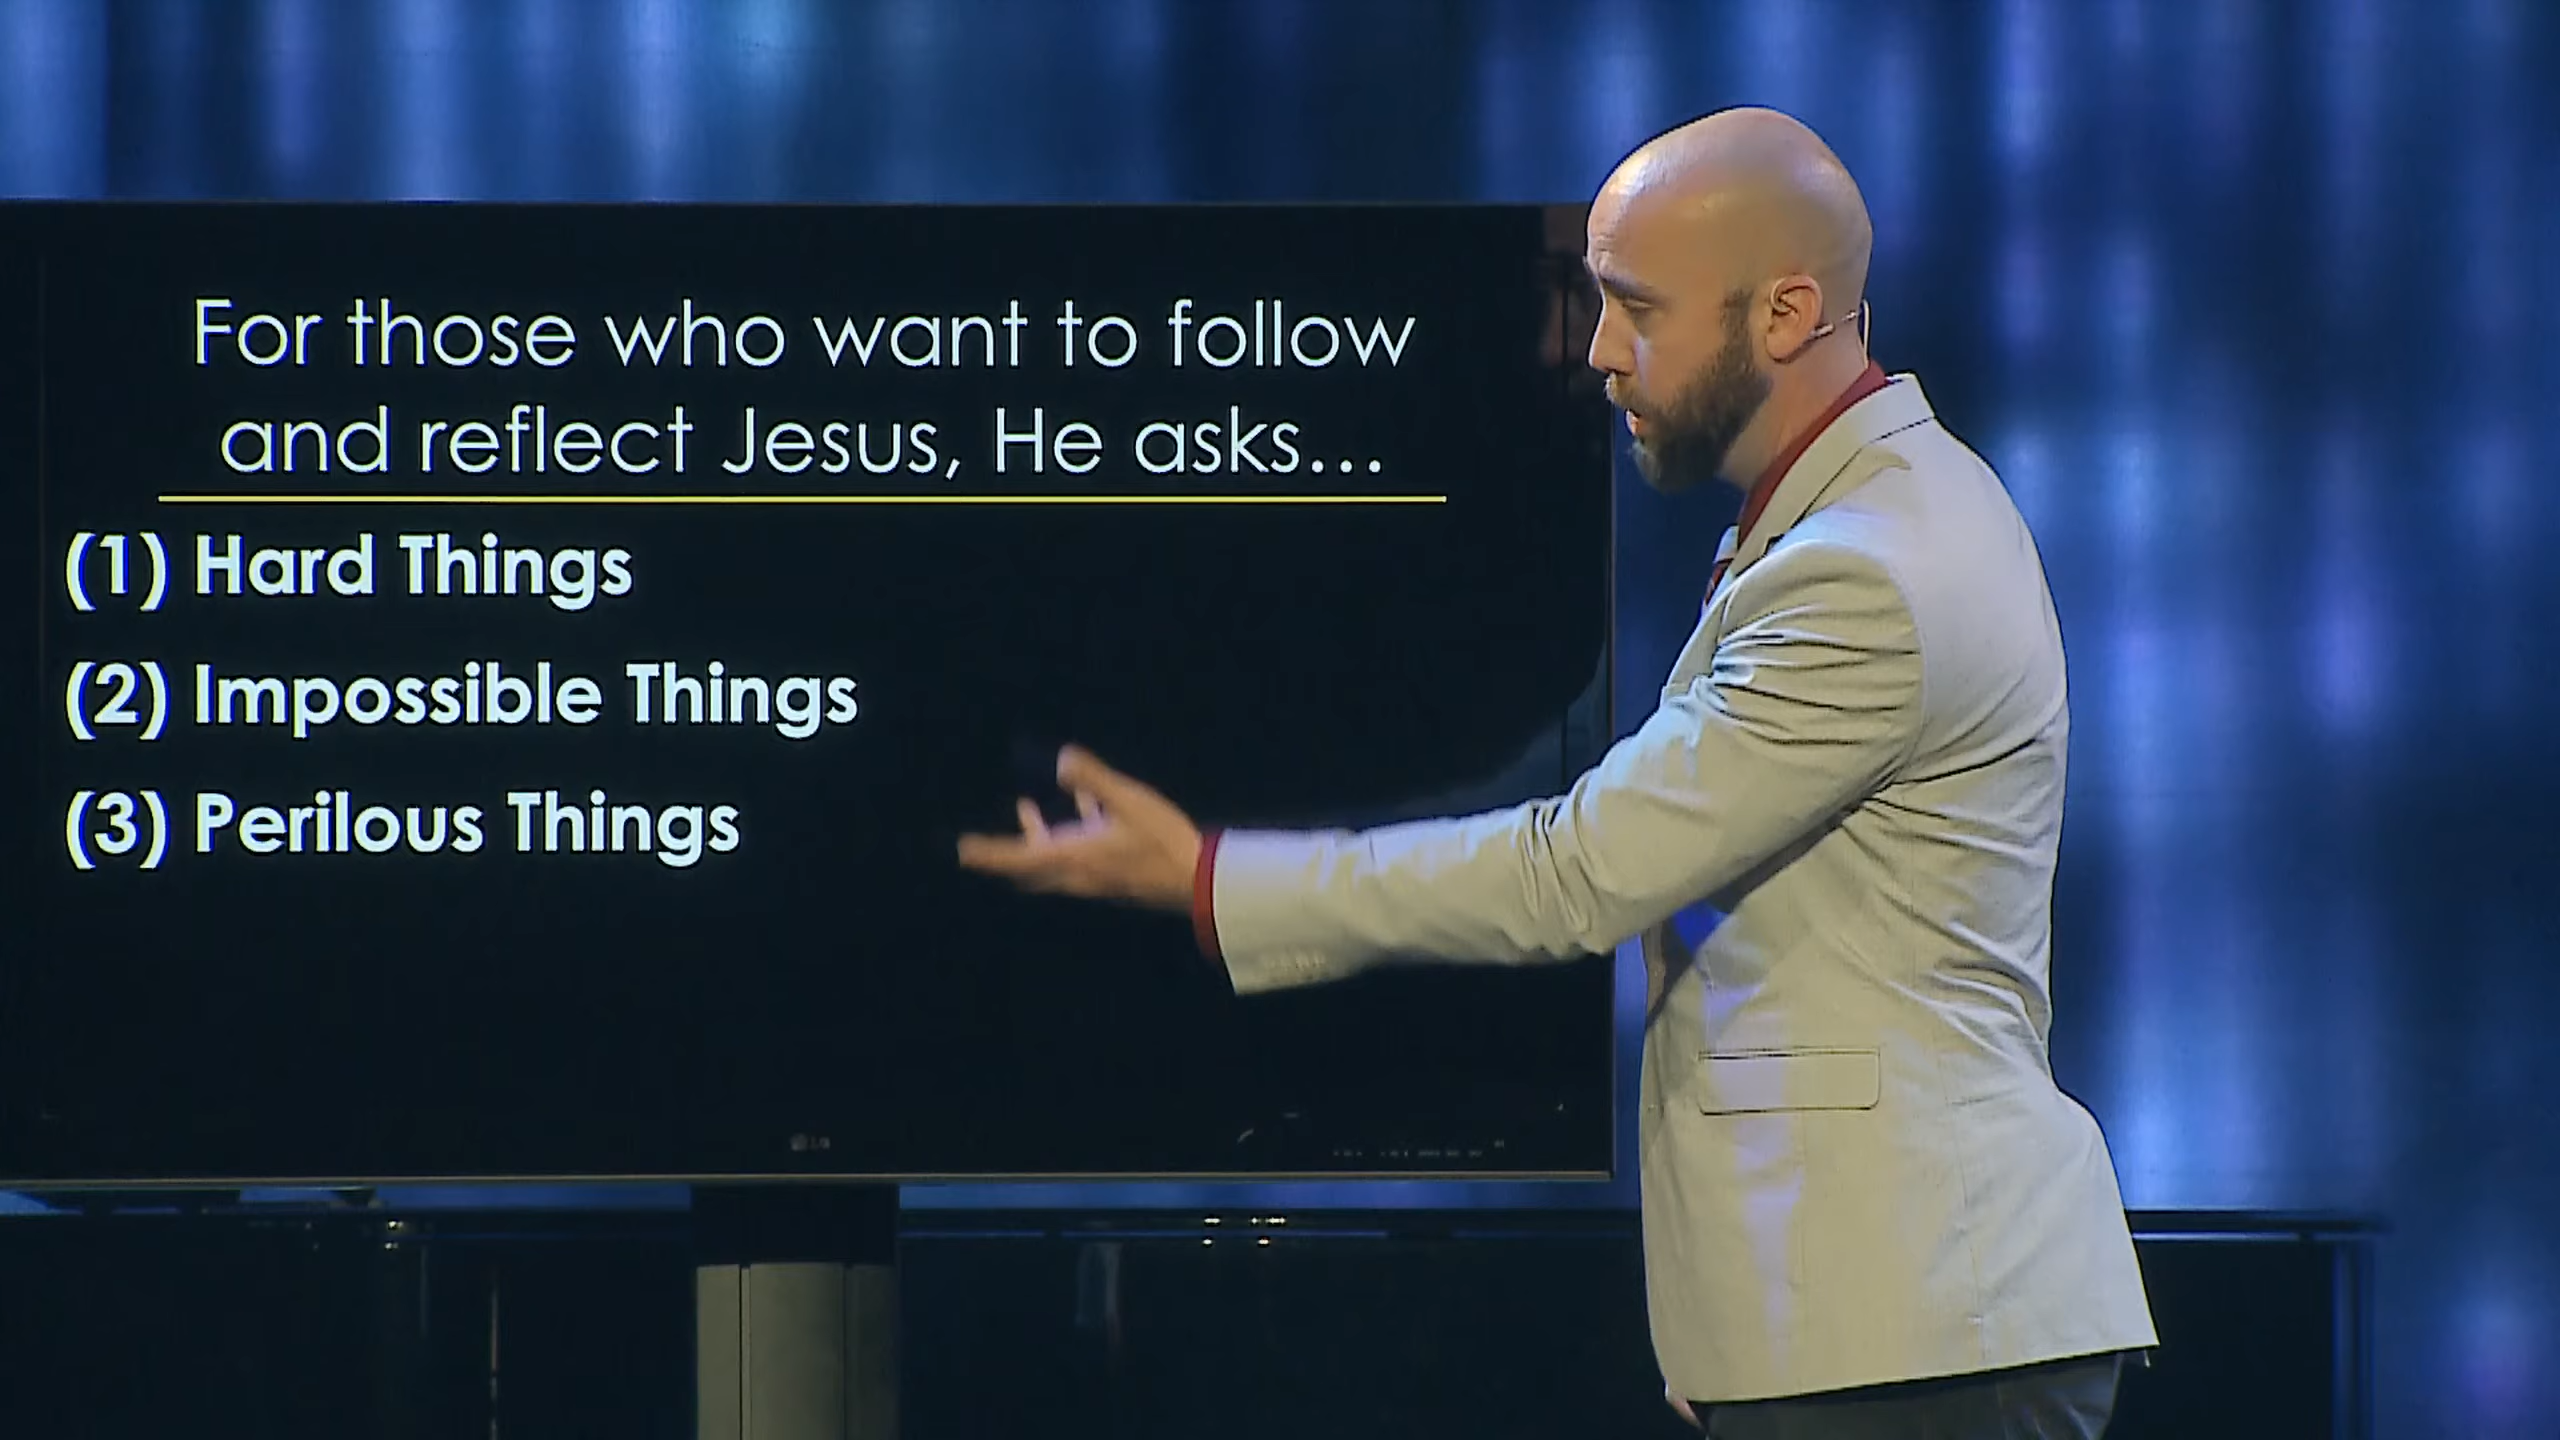 For those who want to follow
and reflect Jesus, He asks...
(1) Hard Things
(2) Impossible Things
(3) Perilous Things
LG